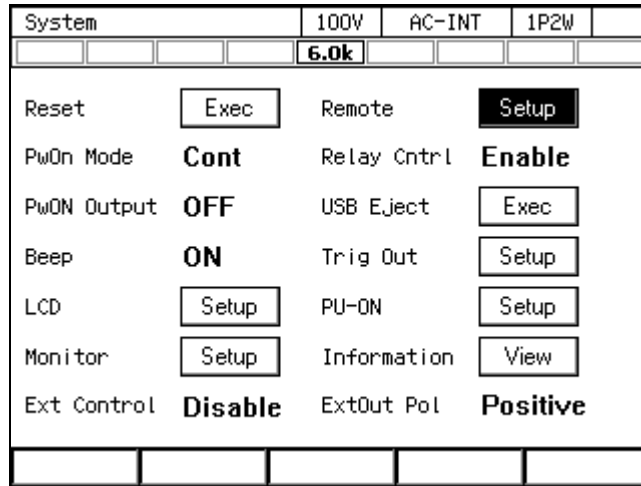 System 100V AC-INT 1P2W
6.0k
Reset Exec Remote Setup
PwOn Mode Cont Relay Cntrl Enable
PwON Output OFF USB Eject Exec
Beep ON Trig Out Setup
LCD Setup PU-ON Setup
Monitor Setup Information View
Ext Control Disable ExtOut Pol Positive